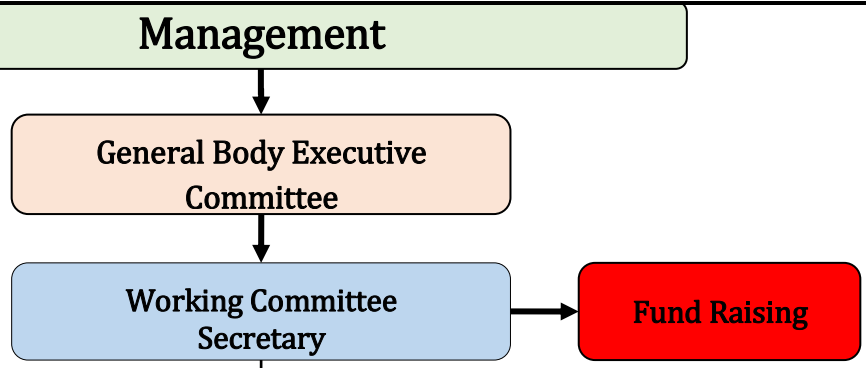 Management
General Body Executive
Committee
Working Committee
Secretary
Fund Raising